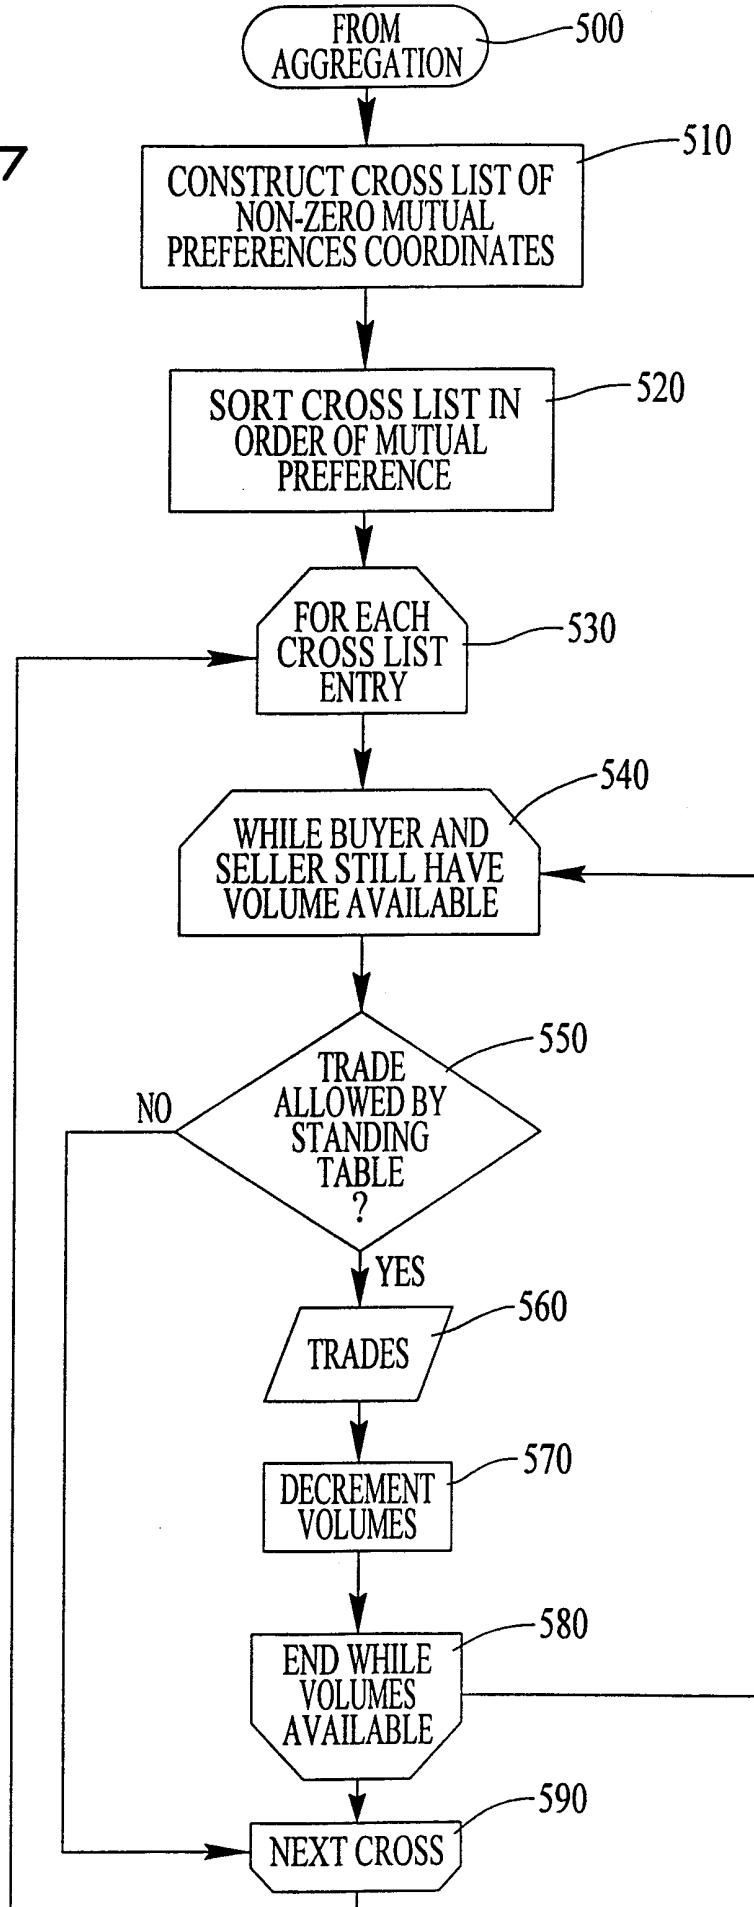 FROM
AGGREGATION
500
7
CONSTRUCT CROSS LIST OF
NON-ZERO MUTUAL
PREFERENCES COORDINATES
510
SORT CROSS LIST IN
ORDER OF MUTUAL
PREFERENCE
520
FOR EACH
CROSS LIST
ENTRY
530
WHILE BUYER AND
SELLER STILL HAVE
VOLUME AVAILABLE
540
TRADE
ALLOWED BY
STANDING
TABLE
?
550
NO
YES
TRADES
560
DECREMENT
VOLUMES
570
END WHILE
VOLUMES
AVAILABLE
580
NEXT CROSS
590